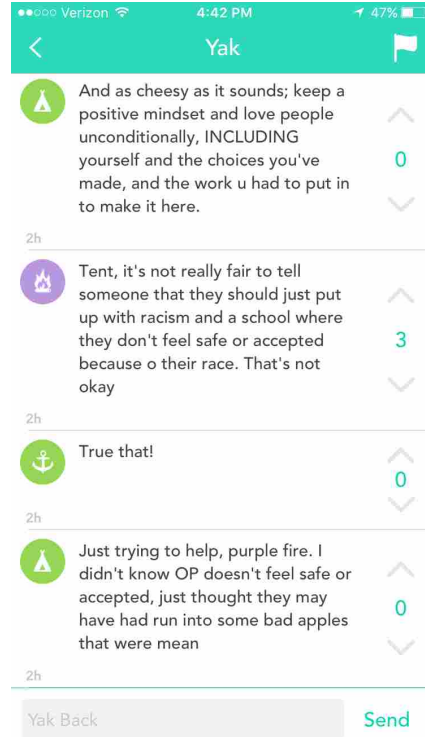 Verizon 4:42 PM 47%
Yak
And as cheesy as it sounds; keep a
positive mindset and love people
unconditionally, INCLUDING
yourself and the choices you've
made, and the work u had to put in
to make it here.
0
2h
Tent, it's not really fair to tell
someone that they should just put
up with racism and a school where
they don't feel safe or accepted
because o their race. That's not
okay
3
2h
True that!
0
2h
Just trying to help, purple fire. I
didn't know OP doesn't feel safe or
accepted, just thought they may
have had run into some bad apples
that were mean
0
2h
Yak Back Send